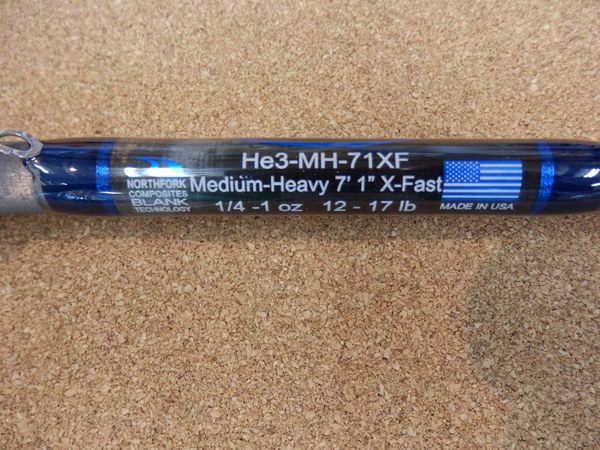 He3-MH-71XF
NORTHFORK
COMPOSITES
BLANK
TECHNOLOGY
Medium-Heavy 7' 1" X-Fast
1/4 -1 oz 12 - 17 lb
MADE IN USA